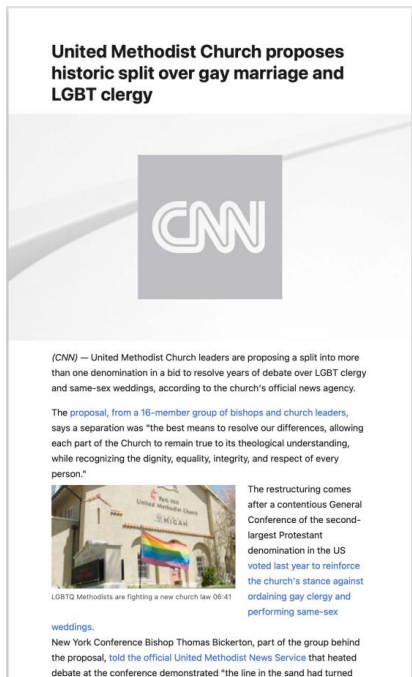 United Methodist Church proposes
historic split over gay marriage and
LGBT clergy
CNN
(CNN) — United Methodist Church leaders are proposing a split into more
than one denomination in a bid to resolve years of debate over LGBT clergy
and same-sex weddings, according to the church's official news agency.
The proposal, from a 16-member group of bishops and church leaders,
says a separation was "the best means to resolve our differences, allowing
each part of the Church to remain true to its theological understanding,
while recognizing the dignity, equality, integrity, and respect of every
person."
United Methodist Church
The restructuring comes
after a contentious General
Conference of the second-
largest Protestant
denomination in the US
voted last year to reinforce
the church's stance against
ordaining gay clergy and
performing same-sex
LGBTQ Methodists are fighting a new church law 06:41
weddings.
New York Conference Bishop Thomas Bickerton, part of the group behind
the proposal, told the official United Methodist News Service that heated
debate at the conference demonstrated "the line in the sand had turned